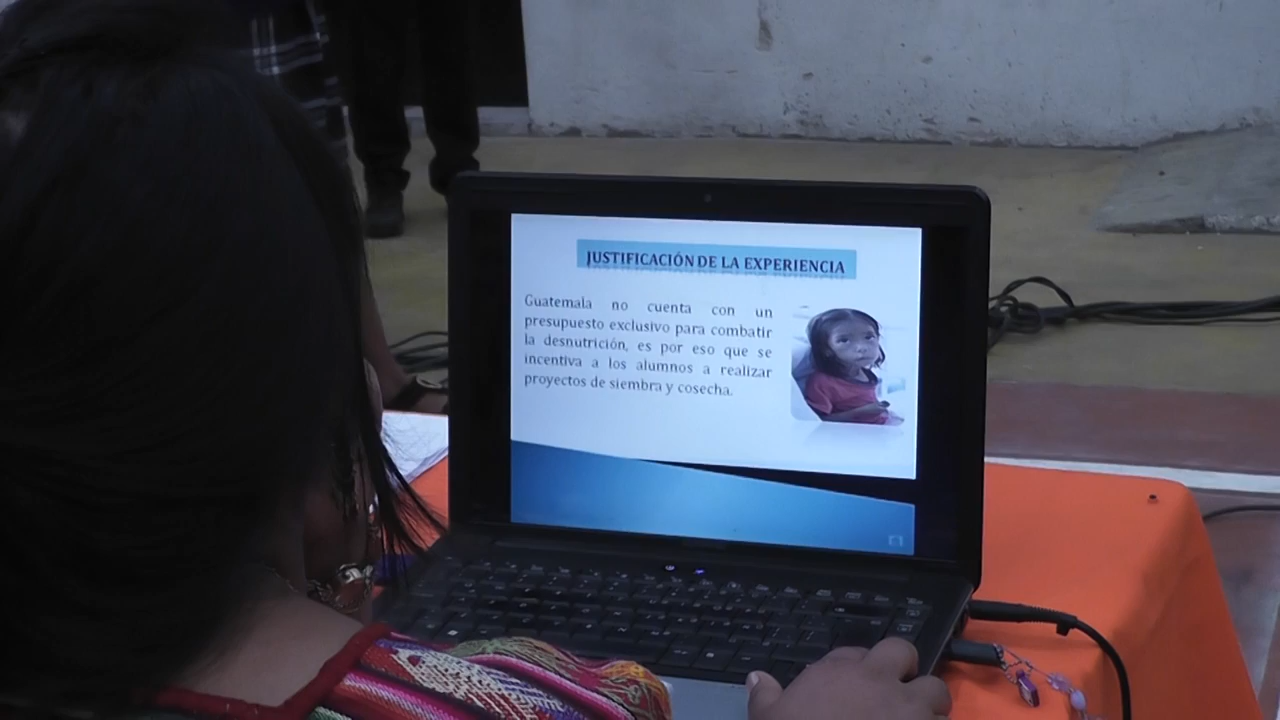 JUSTIFICACIÓN DE LA EXPERIENCIA
Guatemala no cuenta con un
presupuesto exclusivo para combatir
la desnutrición, es por eso que se
incentiva a los alumnos a realizar
proyectos de siembra y cosecha.